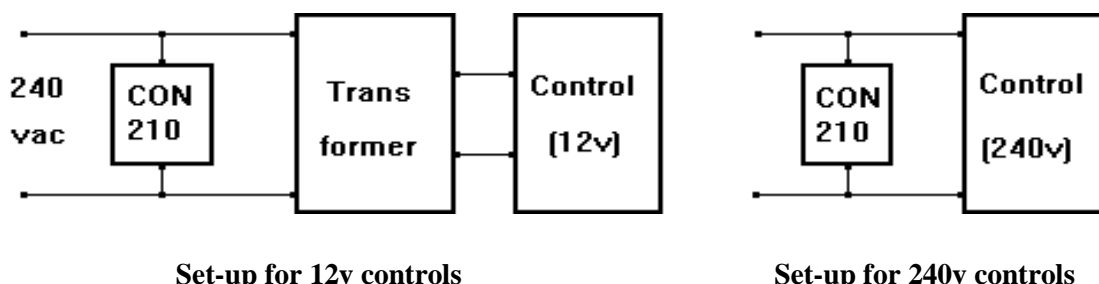 240
vac
CON
210
Trans
former
Control
(12v)
CON
210
Control
(240v)
Set-up for 12v controls
Set-up for 240v controls